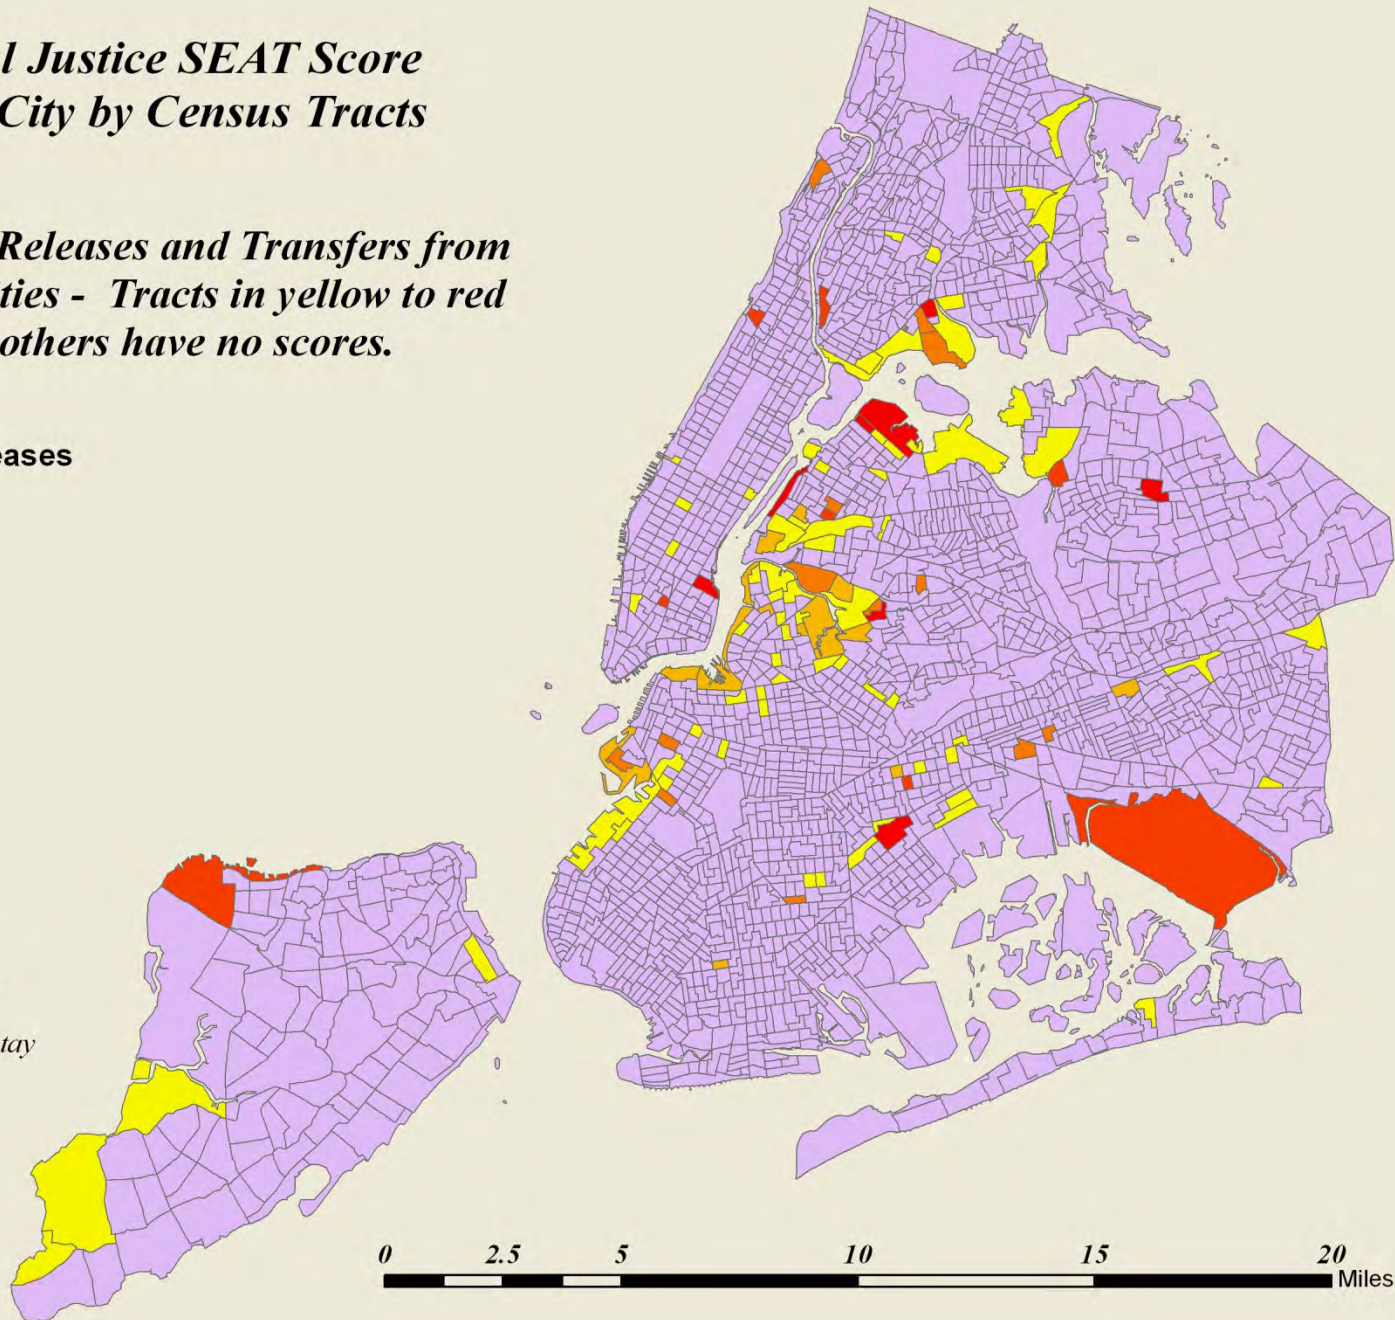 l Justice SEAT Score
City by Census Tracts
Releases and Transfers from
ties - Tracts in yellow to red
others have no scores.
eases
tay
0 2.5 5 10 15 20
Miles